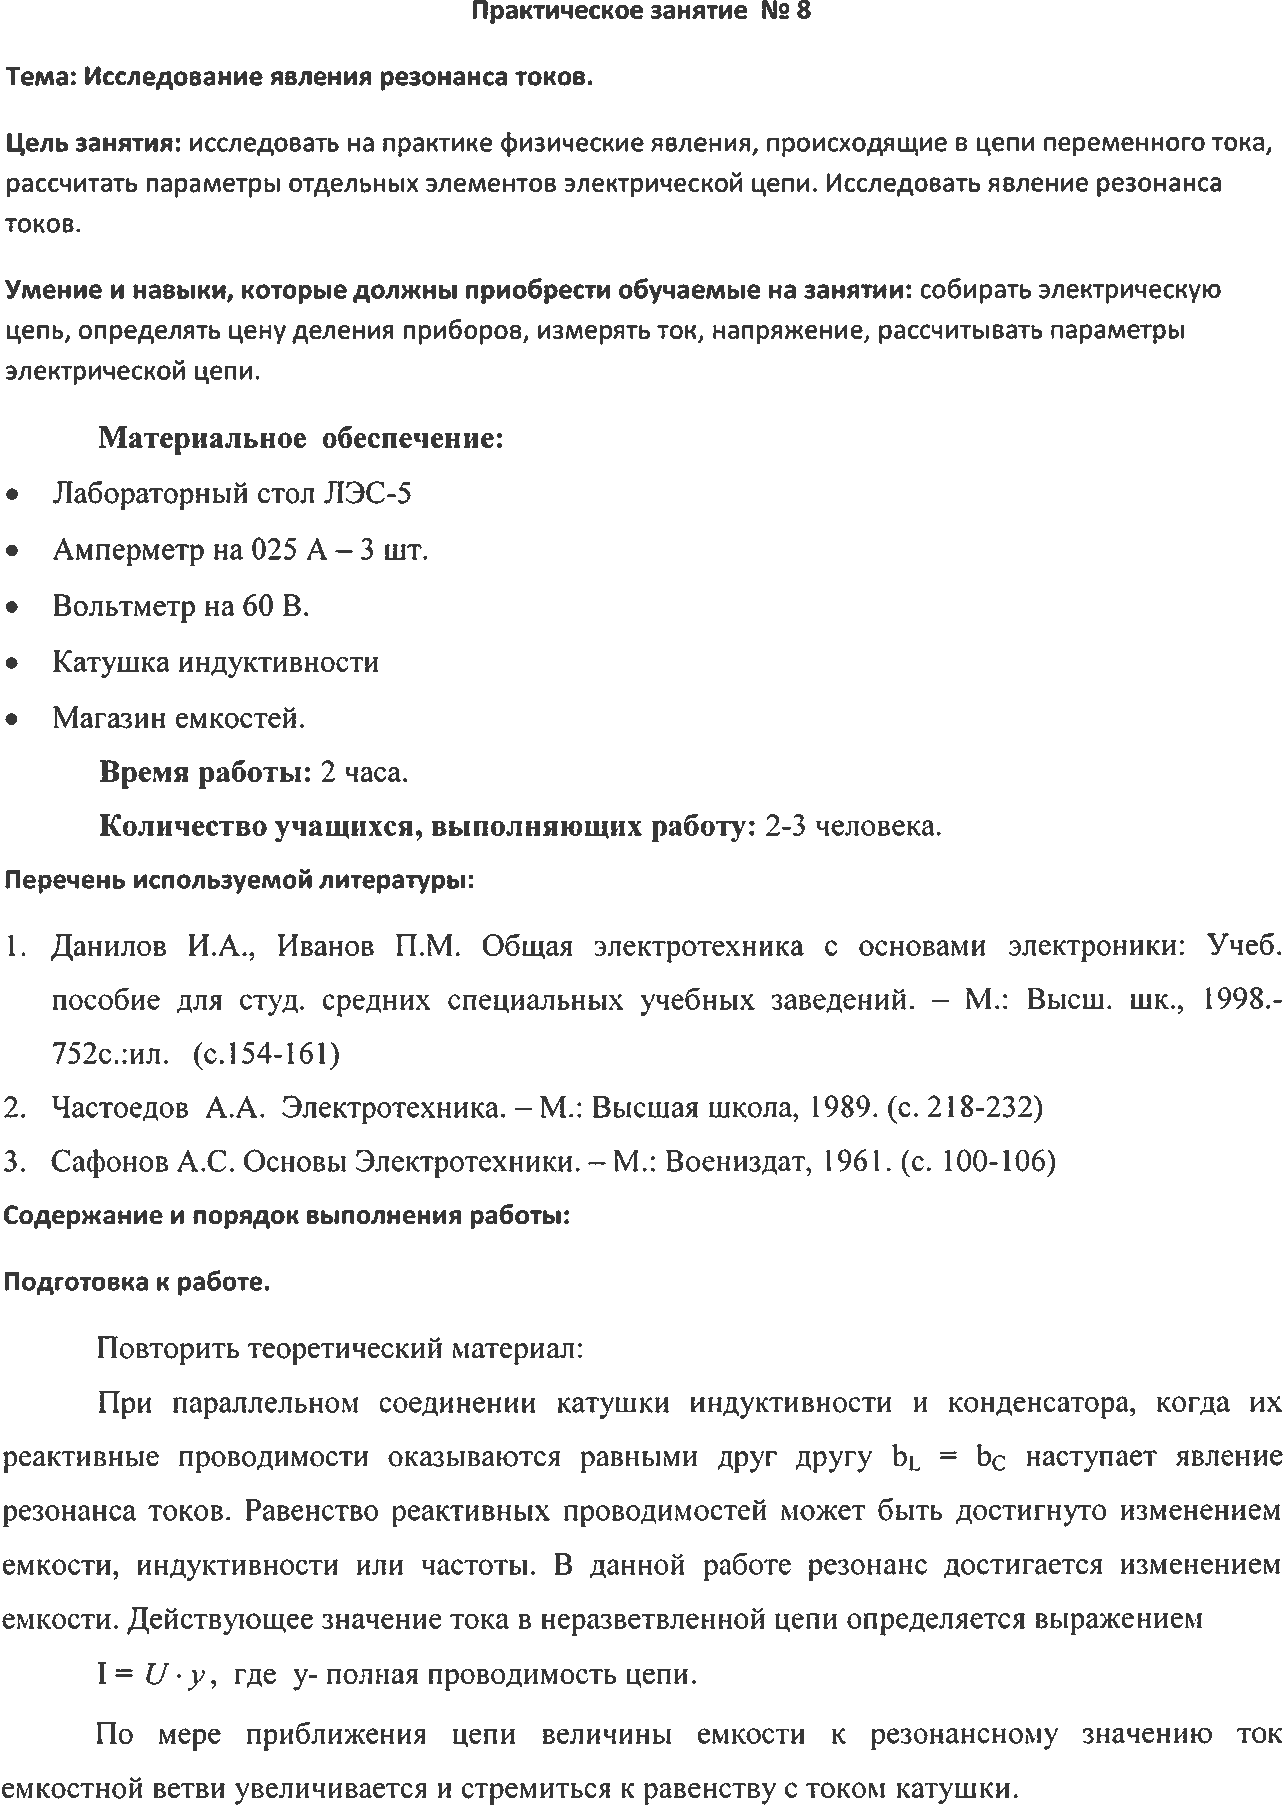 Практическое занятие № 8
Тема: Исследование явления резонанса токов.
Цель занятия: исследовать на практике физические явления, происходящие в цепи переменного тока,
рассчитать параметры отдельных элементов электрической цепи. Исследовать явление резонанса
токов.
Умение и навыки, которые должны приобрести обучаемые на занятии: собирать электрическую
цепь, определять цену деления приборов, измерять ток, напряжение, рассчитывать параметры
электрической цепи.
Материальное обеспечение:
• Лабораторный стол ЛЭС-5
• Амперметр на 025 А – 3 шт.
• Вольтметр на 60 В.
• Катушка индуктивности
• Магазин емкостей.
Время работы: 2 часа.
Количество учащихся, выполняющих работу: 2-3 человека.
Перечень используемой литературы:
1. Данилов И.А., Иванов П.М. Общая электротехника с основами электроники: Учеб.
пособие для студ. средних специальных учебных заведений. – М.: Высш. шк., 1998.-
752с.:ил. (с.154-161)
2. Частоедов А.А. Электротехника. – М.: Высшая школа, 1989. (с. 218-232)
3. Сафонов А.С. Основы Электротехники. – М.: Воениздат, 1961. (с. 100-106)
Содержание и порядок выполнения работы:
Подготовка к работе.
Повторить теоретический материал:
При параллельном соединении катушки индуктивности и конденсатора, когда их
реактивные проводимости оказываются равными друг другу b_L = b_C наступает явление
резонанса токов. Равенство реактивных проводимостей может быть достигнуто изменением
емкости, индуктивности или частоты. В данной работе резонанс достигается изменением
емкости. Действующее значение тока в неразветвленной цепи определяется выражением
I = U · y, где у- полная проводимость цепи.
По мере приближения цепи величины емкости к резонансному значению ток
емкостной ветви увеличивается и стремиться к равенству с током катушки.